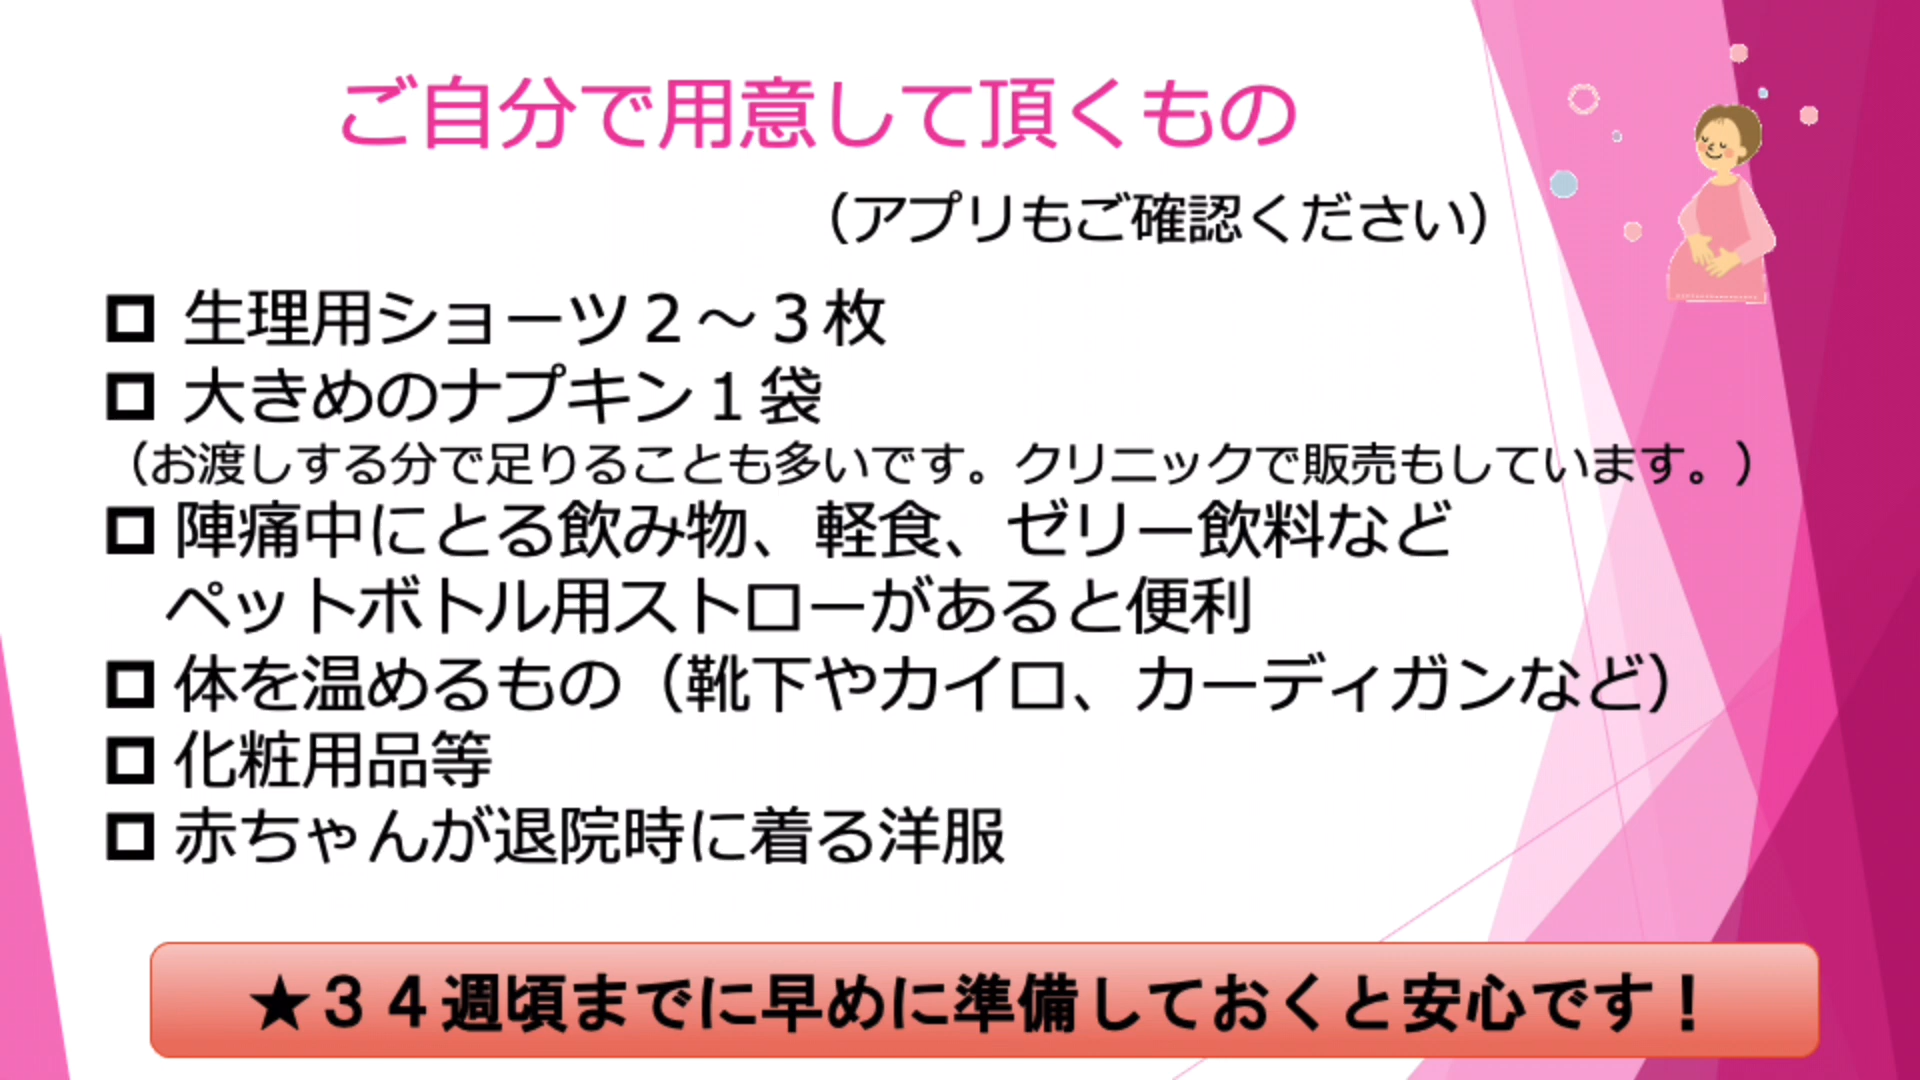 ご自分で用意して頂くもの
（アプリもご確認ください）
生理用ショーツ２～３枚
大きめのナプキン１袋
（お渡しする分で足りることも多いです。クリニックで販売もしています。）
陣痛中にとる飲み物、軽食、ゼリー飲料など
ペットボトル用ストローがあると便利
体を温めるもの（靴下やカイロ、カーディガンなど）
化粧用品等
赤ちゃんが退院時に着る洋服
★３４週頃までに早めに準備しておくと安心です！